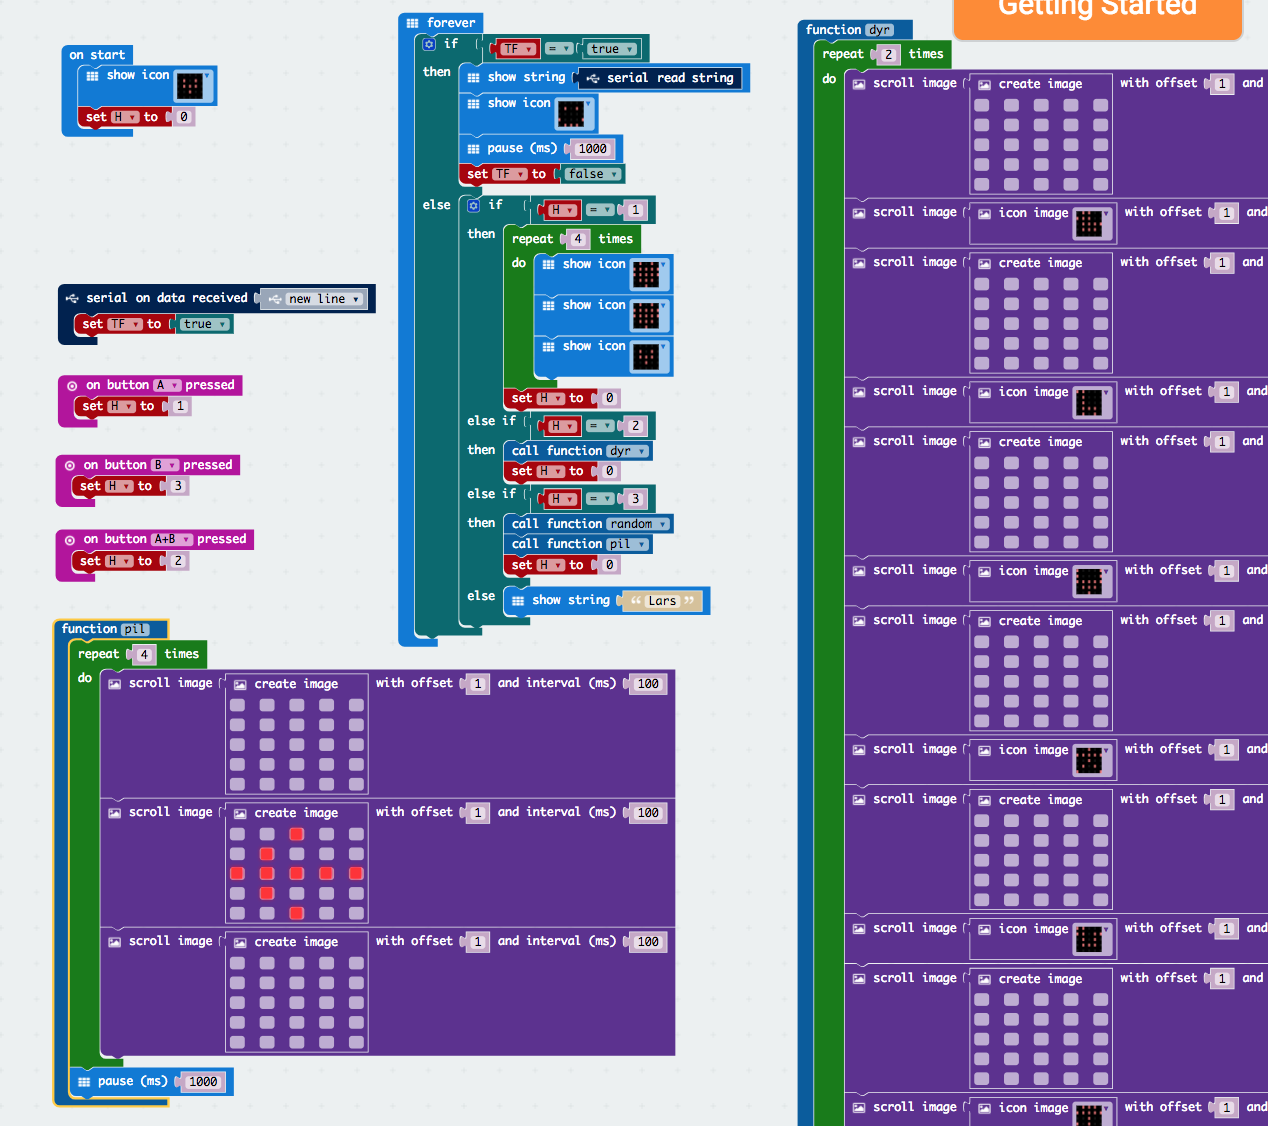 Getting Started
on start
show icon
set H to 0
serial on data received new line
set TF to true
on button A pressed
set H to 1
on button B pressed
set H to 3
on button A+B pressed
set H to 2
function pil
repeat 4 times
do scroll image create image with offset 1 and interval (ms) 100
scroll image create image with offset 1 and interval (ms) 100
scroll image create image with offset 1 and interval (ms) 100
pause (ms) 1000
forever
if TF = true
then show string serial read string
show icon
pause (ms) 1000
set TF to false
else if H = 1
then repeat 4 times
do show icon
show icon
show icon
set H to 0
else if H = 2
then call function dyr
set H to 0
else if H = 3
then call function random
call function pil
set H to 0
else show string “ Lars ”
function dyr
repeat 2 times
do scroll image create image with offset 1 and
scroll image icon image with offset 1 and
scroll image create image with offset 1 and
scroll image icon image with offset 1 and
scroll image create image with offset 1 and
scroll image icon image with offset 1 and
scroll image create image with offset 1 and
scroll image icon image with offset 1 and
scroll image create image with offset 1 and
scroll image icon image with offset 1 and
scroll image create image with offset 1 and
scroll image icon image with offset 1 and